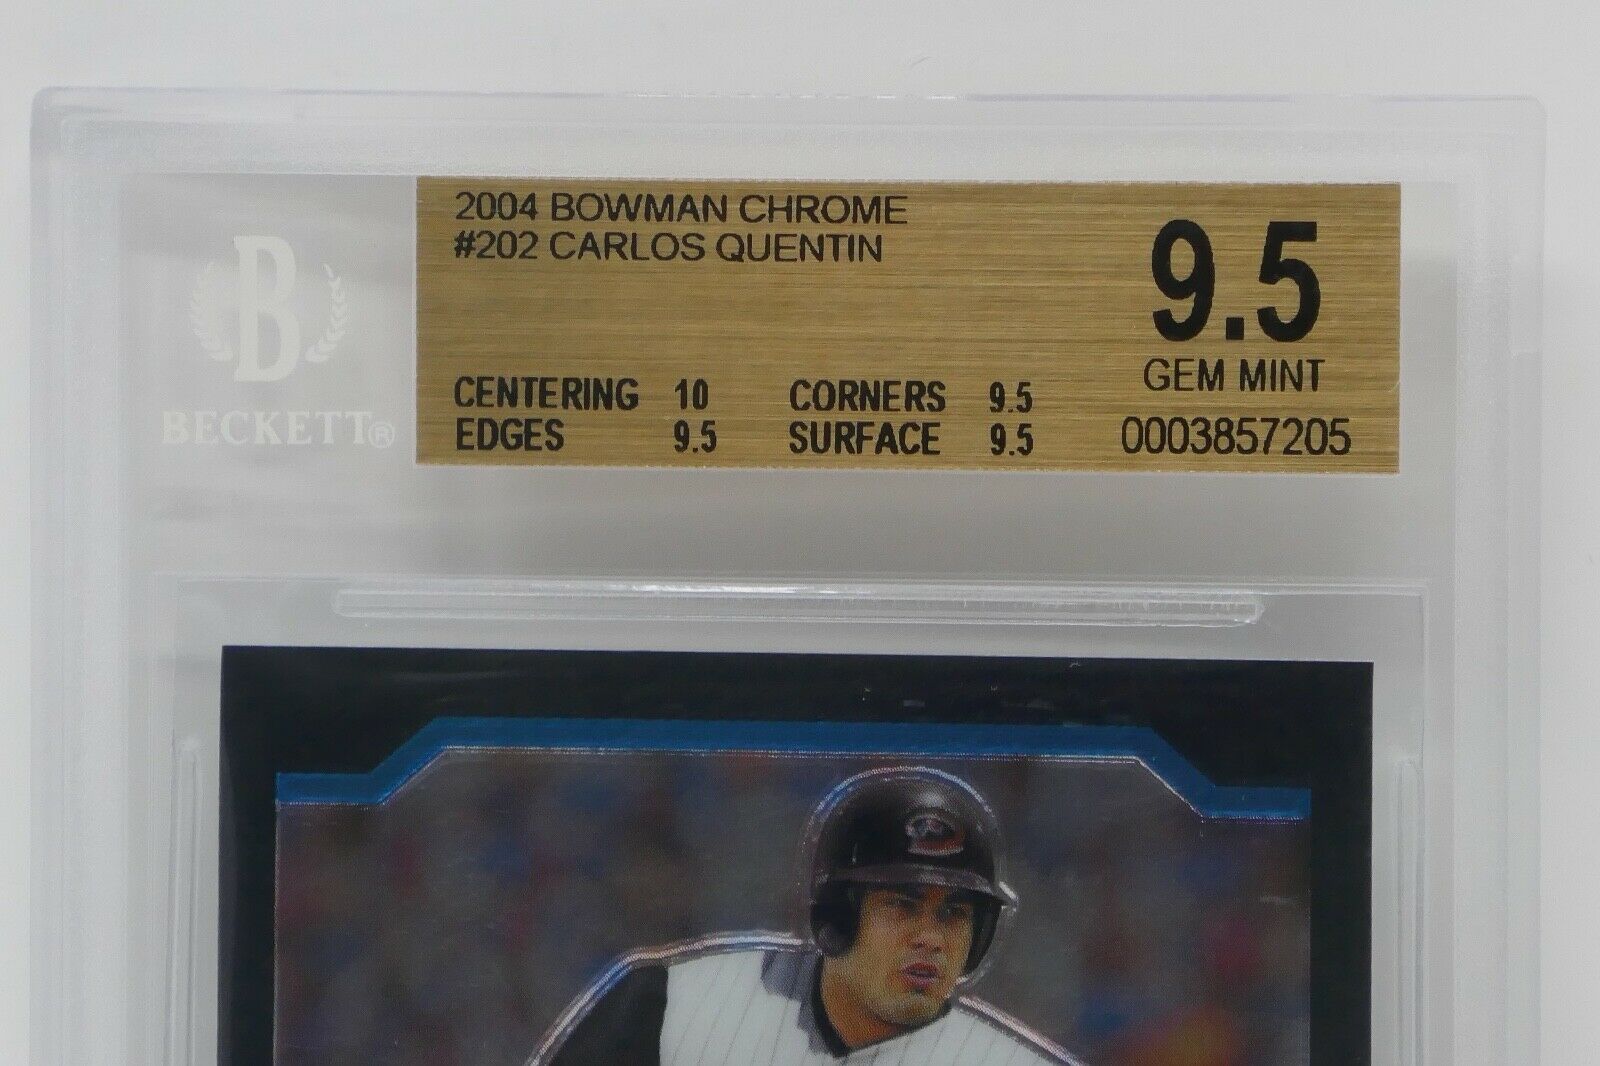 2004 BOWMAN CHROME
#202 CARLOS QUENTIN
9.5
GEM MINT
CENTERING 10 CORNERS 9.5
EDGES 9.5 SURFACE 9.5
0003857205
B
BECKETT®